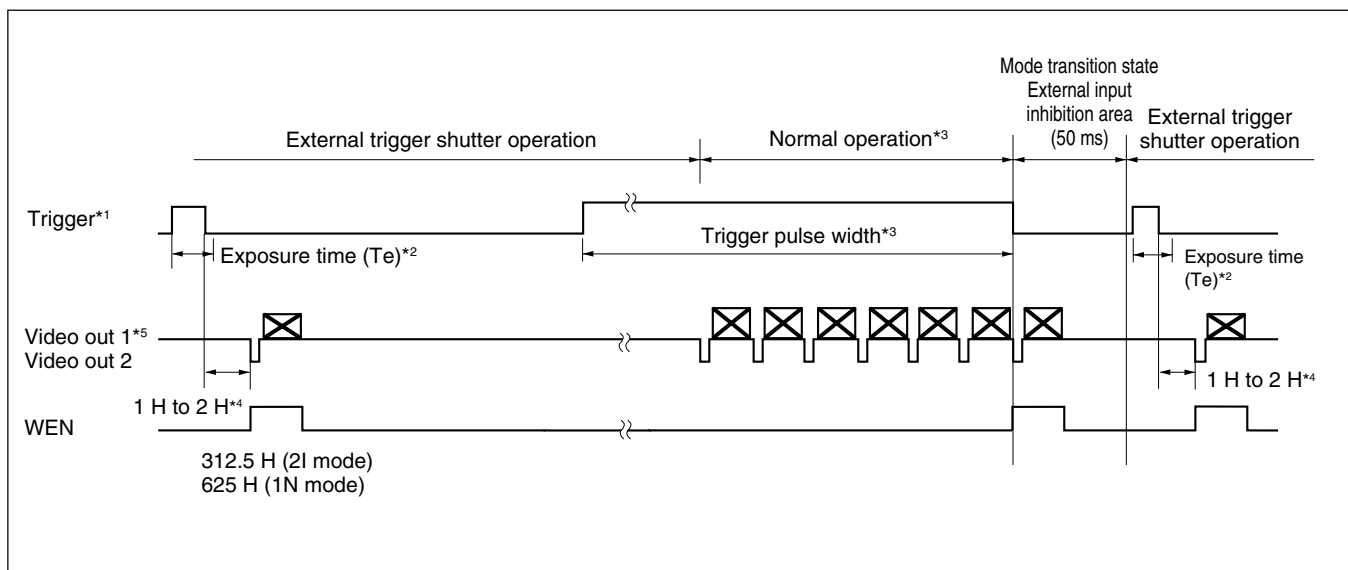 Mode transition state
External input
inhibition area
(50 ms)
External trigger shutter operation
Normal operation*3
External trigger
shutter operation
Trigger*1
Exposure time (Te)*2
Trigger pulse width*3
Exposure time
(Te)*2
Video out 1*5
Video out 2
1 H to 2 H*4
1 H to 2 H*4
WEN
312.5 H (2I mode)
625 H (1N mode)